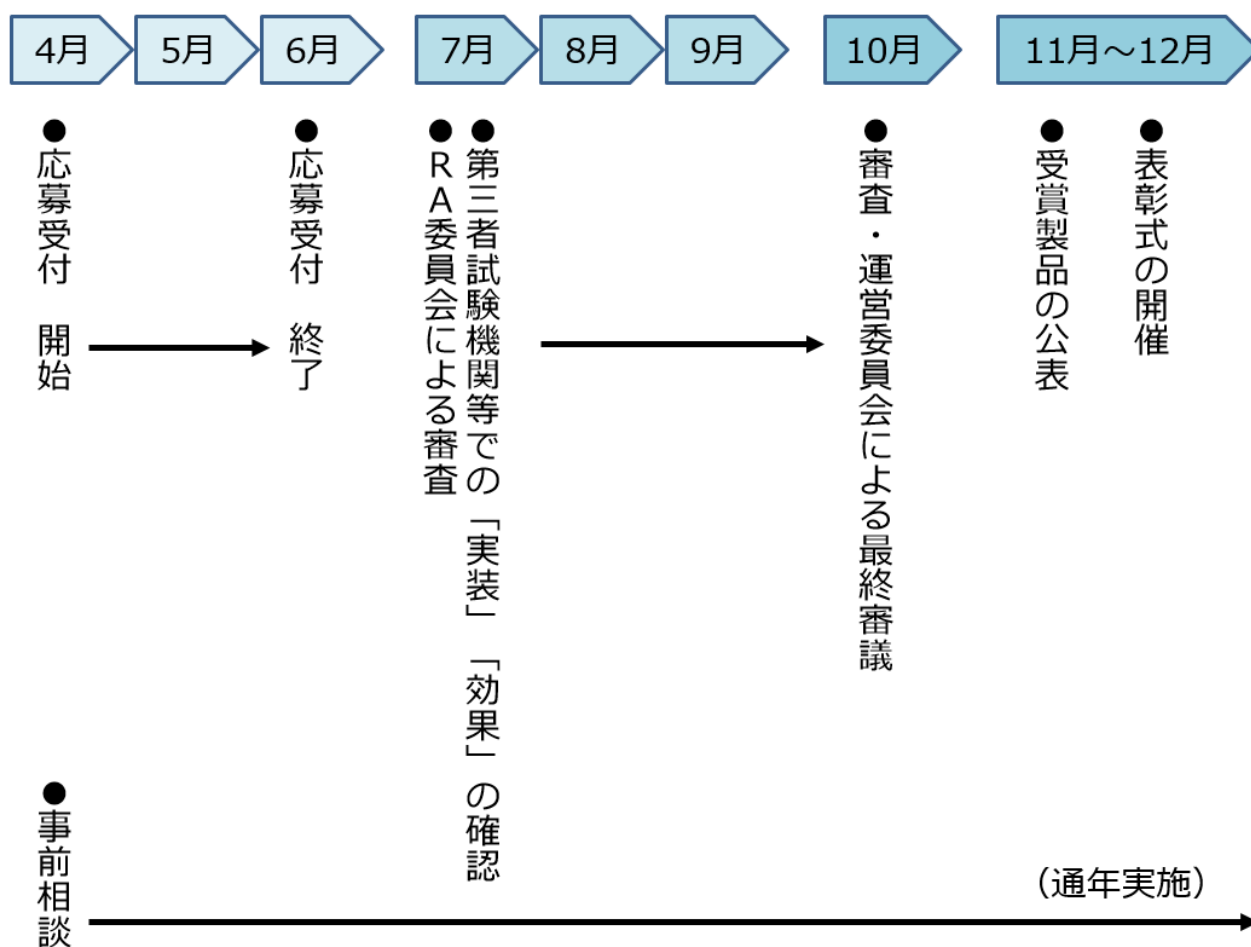 4月
5月
6月
7月
8月
9月
10月
11月～12月
●応募受付　開始
●応募受付　終了
●第三者試験機関等での「実装」「効果」の確認
●ＲＡ委員会による審査
●審査・運営委員会による最終審議
●受賞製品の公表
●表彰式の開催
●事前相談
（通年実施）